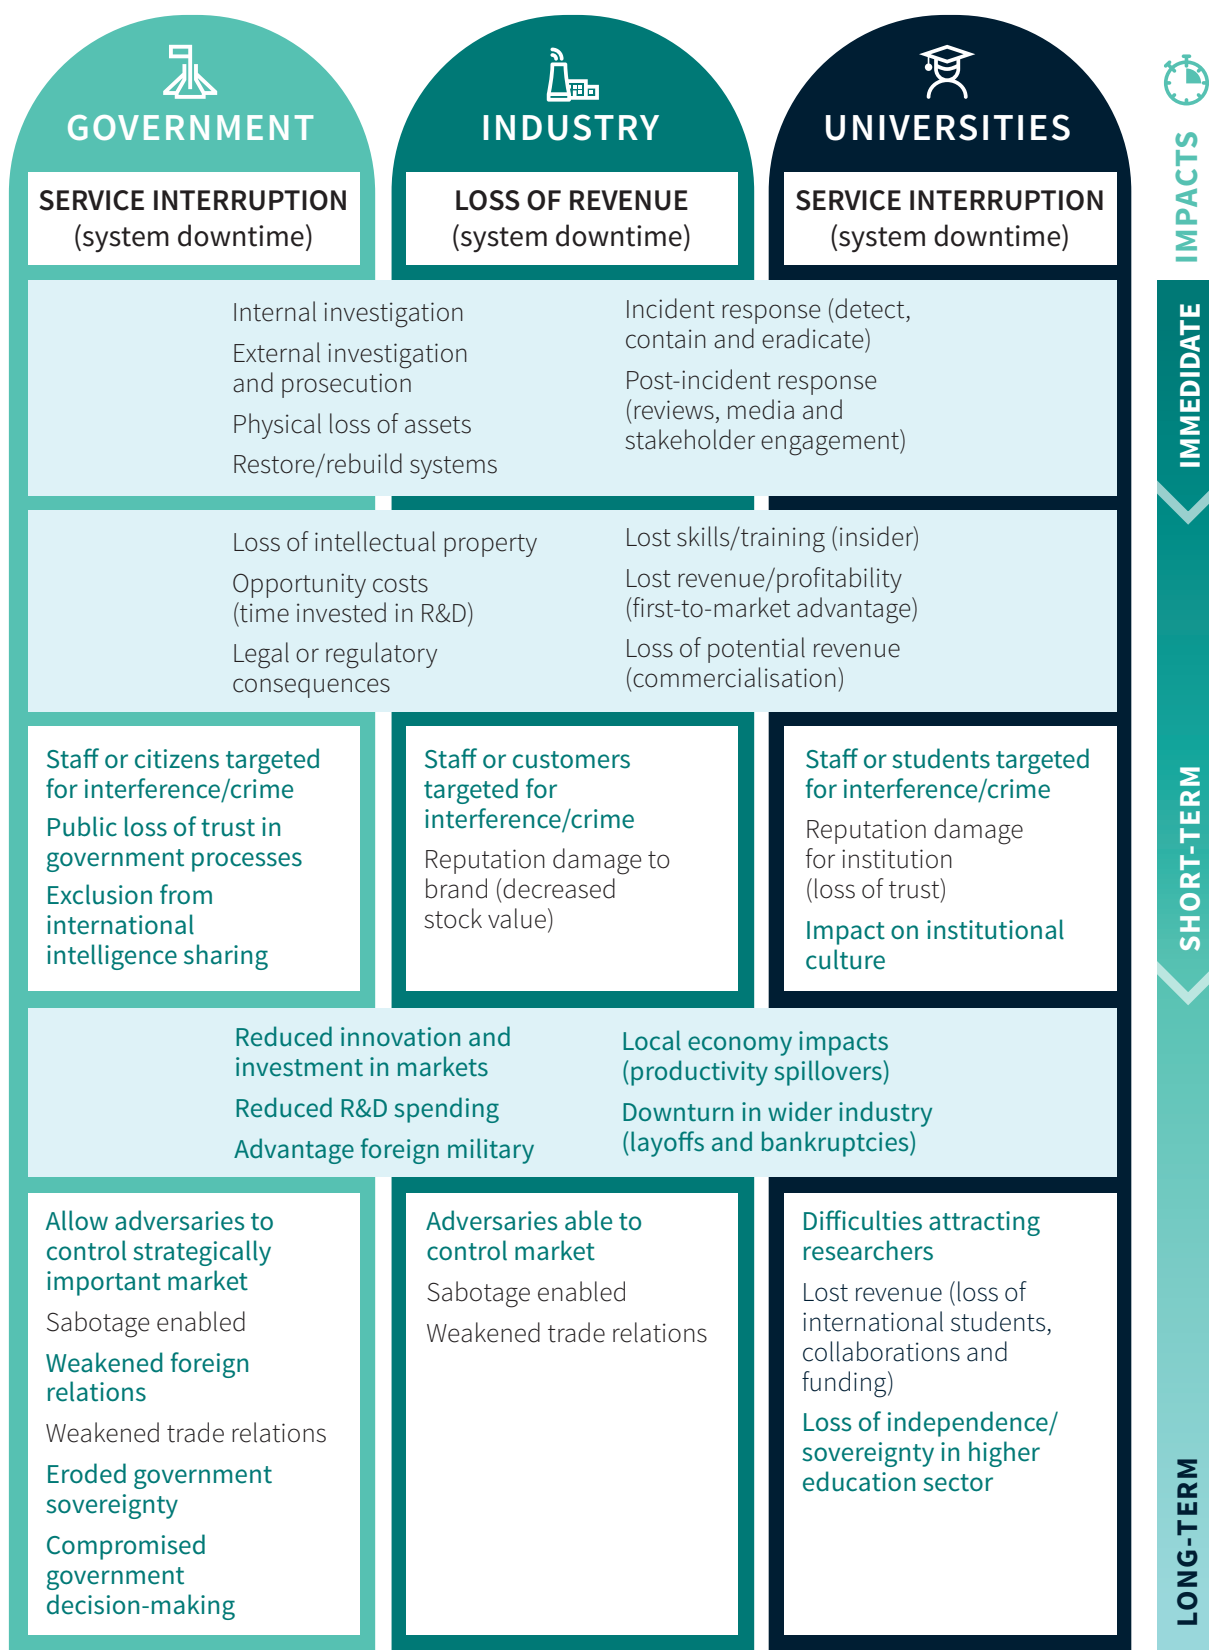 GOVERNMENT
INDUSTRY
UNIVERSITIES
IMPACTS
SERVICE INTERRUPTION
(system downtime)
LOSS OF REVENUE
(system downtime)
SERVICE INTERRUPTION
(system downtime)
IMMEDIDATE
Internal investigation
External investigation
and prosecution
Physical loss of assets
Restore/rebuild systems
Incident response (detect,
contain and eradicate)
Post-incident response
(reviews, media and
stakeholder engagement)
Loss of intellectual property
Opportunity costs
(time invested in R&D)
Legal or regulatory
consequences
Lost skills/training (insider)
Lost revenue/profitability
(first-to-market advantage)
Loss of potential revenue
(commercialisation)
SHORT-TERM
Staff or citizens targeted
for interference/crime
Public loss of trust in
government processes
Exclusion from
international
intelligence sharing
Staff or customers
targeted for
interference/crime
Reputation damage to
brand (decreased
stock value)
Staff or students targeted
for interference/crime
Reputation damage
for institution
(loss of trust)
Impact on institutional
culture
Reduced innovation and
investment in markets
Reduced R&D spending
Advantage foreign military
Local economy impacts
(productivity spillovers)
Downturn in wider industry
(layoffs and bankruptcies)
LONG-TERM
Allow adversaries to
control strategically
important market
Sabotage enabled
Weakened foreign
relations
Weakened trade relations
Eroded government
sovereignty
Compromised
government
decision-making
Adversaries able to
control market
Sabotage enabled
Weakened trade relations
Difficulties attracting
researchers
Lost revenue (loss of
international students,
collaborations and
funding)
Loss of independence/
sovereignty in higher
education sector